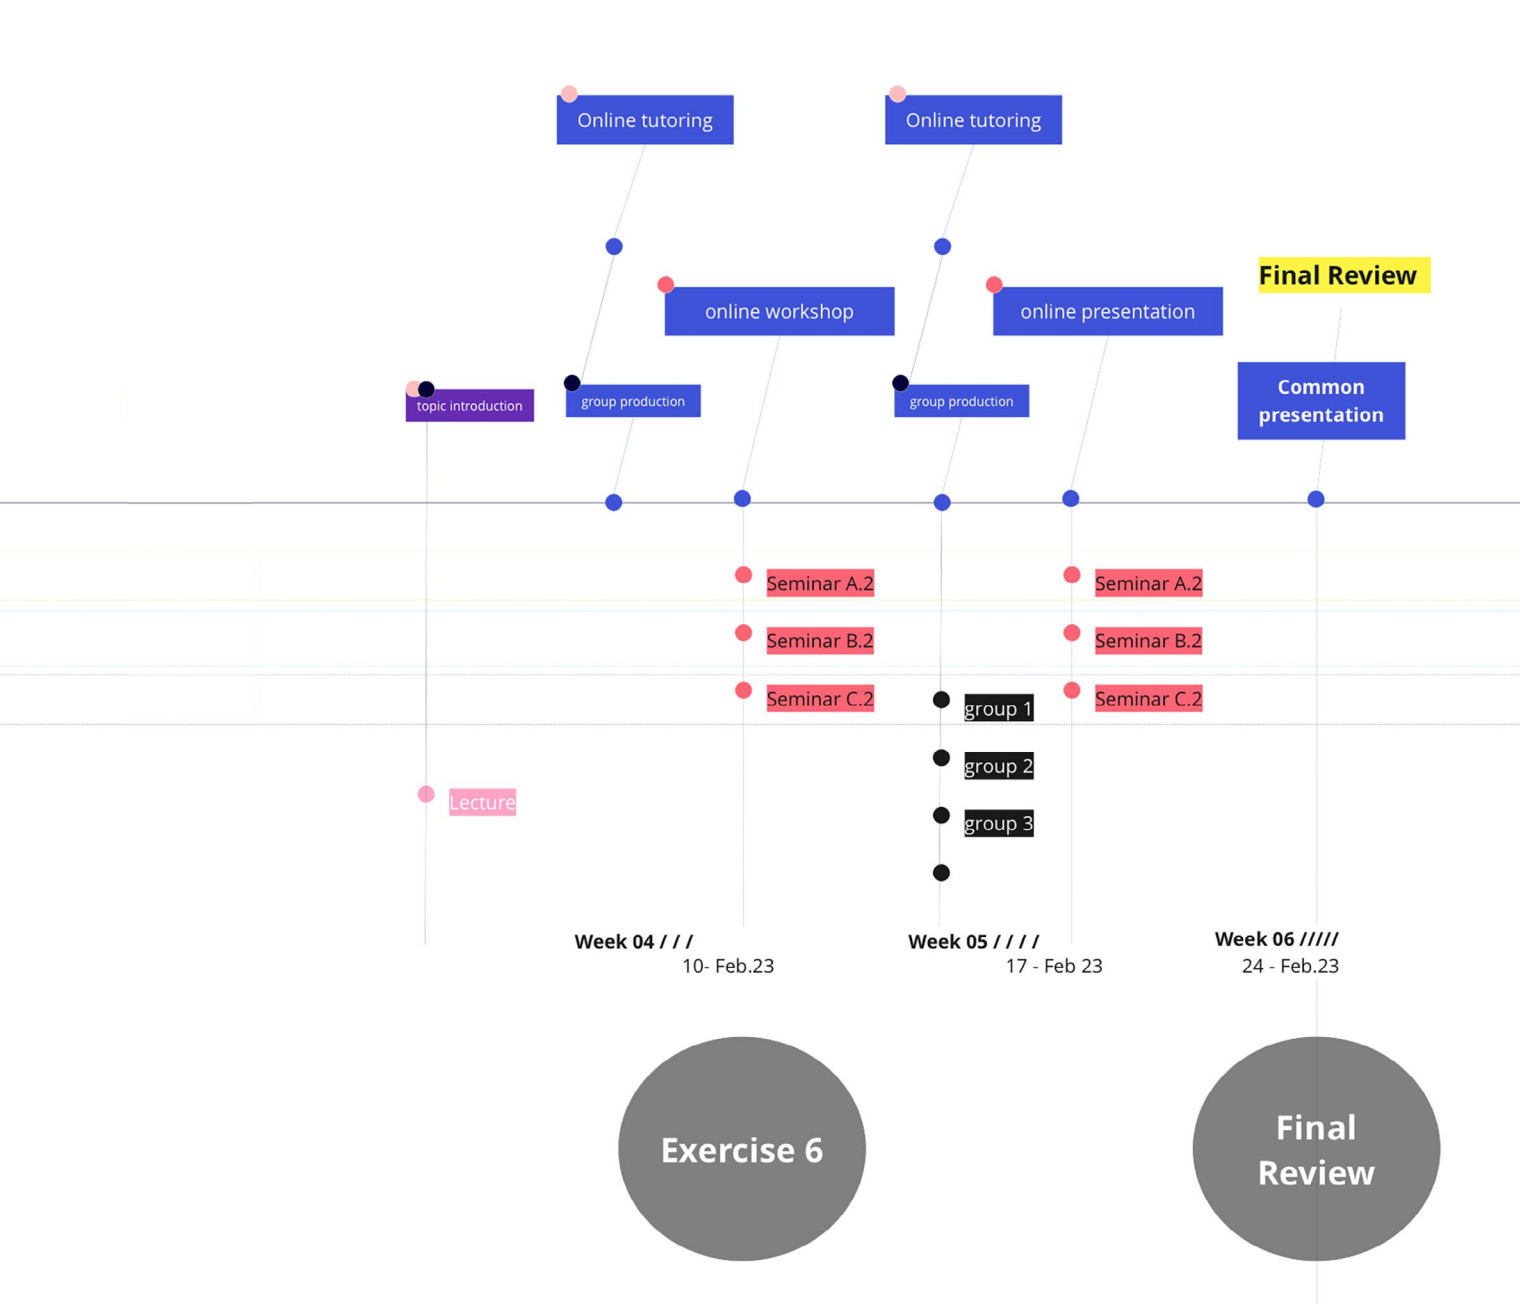 Online tutoring
Online tutoring
Final Review
online workshop
online presentation
Common
presentation
topic introduction
group production
group production
Seminar A.2
Seminar A.2
Seminar B.2
Seminar B.2
Seminar C.2
Seminar C.2
group 1
group 2
Lecture
group 3
Week 04 / / /
10- Feb.23
Week 05 / / / /
17 - Feb 23
Week 06 /////
24 - Feb.23
Exercise 6
Final
Review